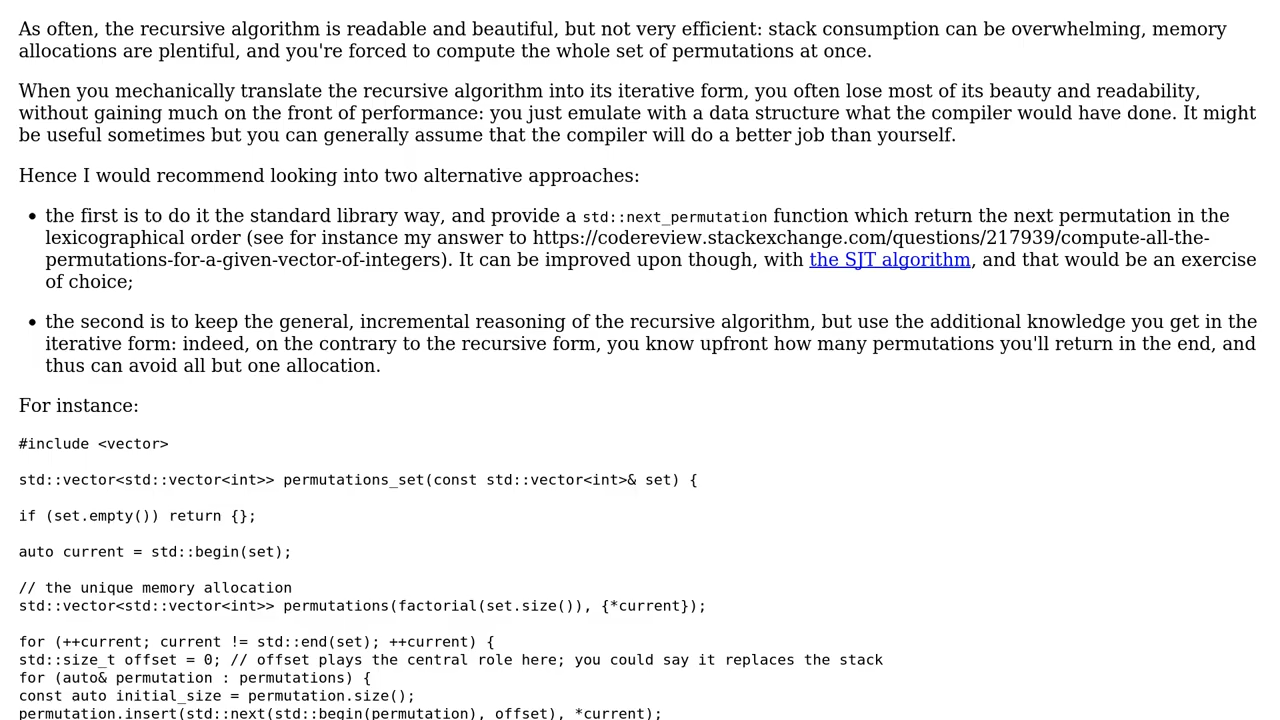 As often, the recursive algorithm is readable and beautiful, but not very efficient: stack consumption can be overwhelming, memory
allocations are plentiful, and you're forced to compute the whole set of permutations at once.
When you mechanically translate the recursive algorithm into its iterative form, you often lose most of its beauty and readability,
without gaining much on the front of performance: you just emulate with a data structure what the compiler would have done. It might
be useful sometimes but you can generally assume that the compiler will do a better job than yourself.
Hence I would recommend looking into two alternative approaches:
• the first is to do it the standard library way, and provide a std::next_permutation function which return the next permutation in the
lexicographical order (see for instance my answer to https://codereview.stackexchange.com/questions/217939/compute-all-the-
permutations-for-a-given-vector-of-integers). It can be improved upon though, with the SJT algorithm, and that would be an exercise
of choice;
• the second is to keep the general, incremental reasoning of the recursive algorithm, but use the additional knowledge you get in the
iterative form: indeed, on the contrary to the recursive form, you know upfront how many permutations you'll return in the end, and
thus can avoid all but one allocation.
For instance:
#include <vector>
std::vector<std::vector<int>> permutations_set(const std::vector<int>& set) {
if (set.empty()) return {};
auto current = std::begin(set);
// the unique memory allocation
std::vector<std::vector<int>> permutations(factorial(set.size()), {*current});
for (++current; current != std::end(set); ++current) {
std::size_t offset = 0; // offset plays the central role here; you could say it replaces the stack
for (auto& permutation : permutations) {
const auto initial_size = permutation.size();
permutation.insert(std::next(std::begin(permutation), offset), *current);